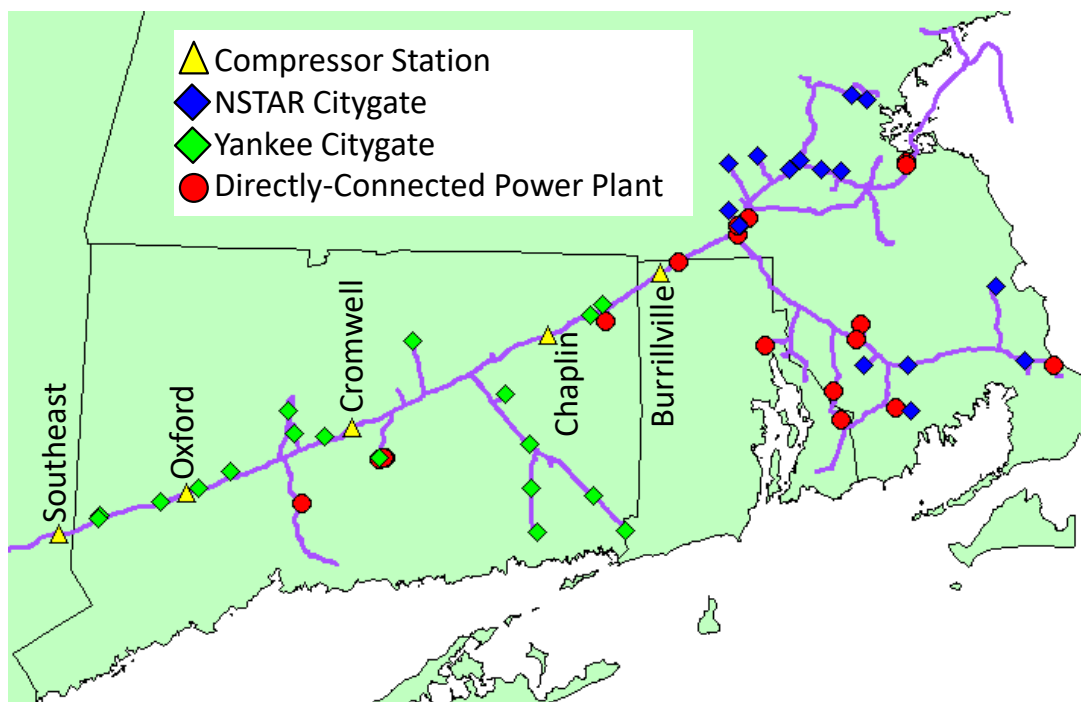 Compressor Station
NSTAR Citygate
Yankee Citygate
Directly-Connected Power Plant
Southeast
Oxford
Cromwell
Chaplin
Burrillville